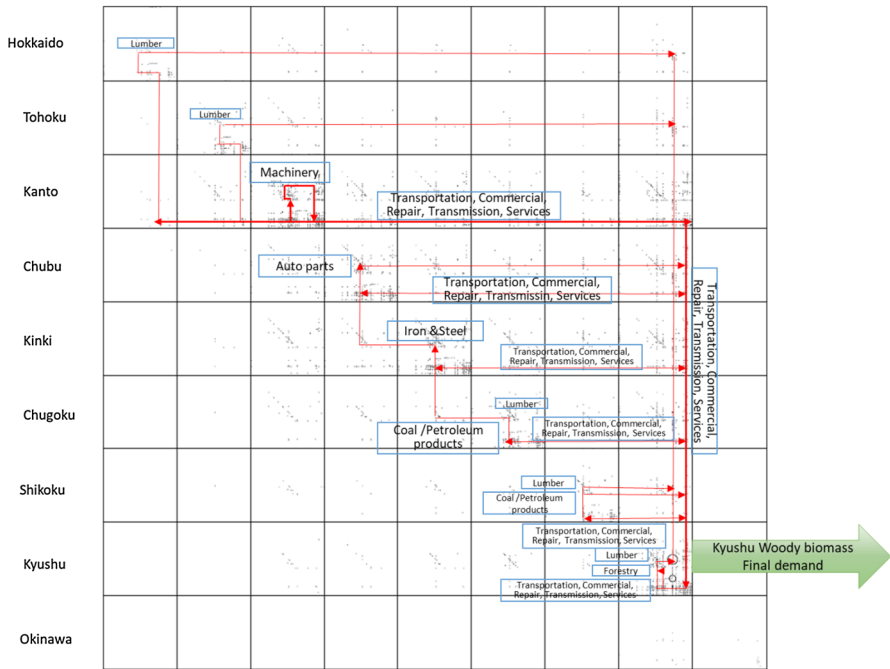 Hokkaido
Lumber
Tohoku
Lumber
Kanto
Machinery
Transportation, Commercial,
Repair, Transmission, Services
Chubu
Auto parts
Transportation, Commercial,
Repair, Transmissin, Services
Transportation, Commercial,
Repair, Transmission, Services
Kinki
Iron &Steel
Transportation, Commercial,
Repair, Transmission, Services
Chugoku
Lumber
Coal /Petroleum
products
Transportation, Commercial,
Repair, Transmission, Services
Shikoku
Lumber
Coal /Petroleum
products
Transportation, Commercial,
Repair, Transmission, Services
Kyushu
Lumber
Forestry
Transportation, Commercial,
Repair, Transmission, Services
Kyushu Woody biomass
Final demand
Okinawa